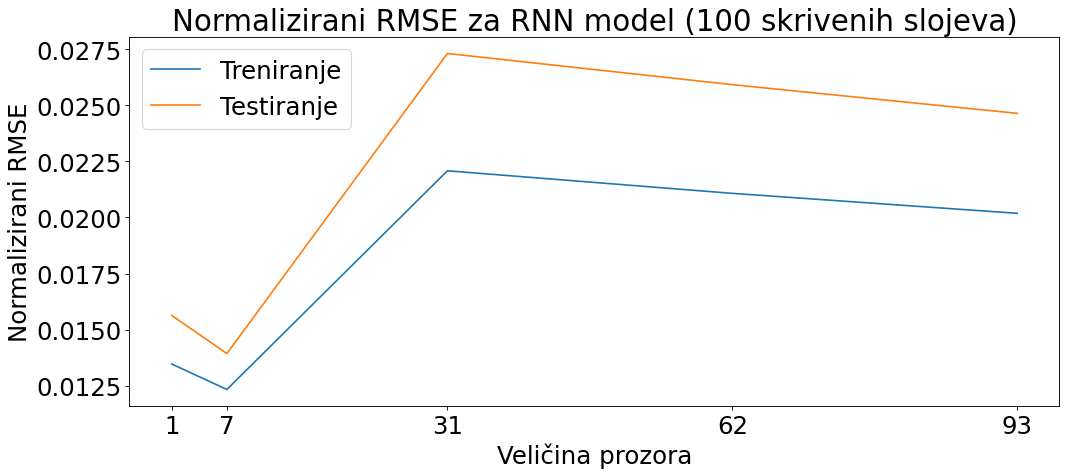 Normalizirani RMSE za RNN model (100 skrivenih slojeva)
Normalizirani RMSE
0.0275
0.0250
0.0225
0.0200
0.0175
0.0150
0.0125
Treniranje
Testiranje
1 7 31 62 93
Veličina prozora